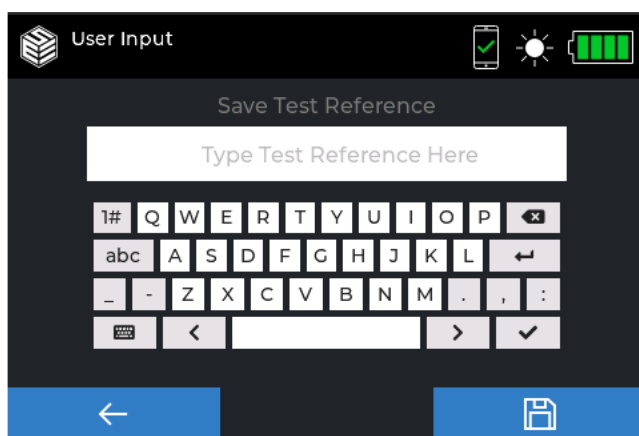 User Input
Save Test Reference
Type Test Reference Here
1# Q W E R T Y U I O P
abc A S D F G H J K L
_ - Z X C V B N M . , :